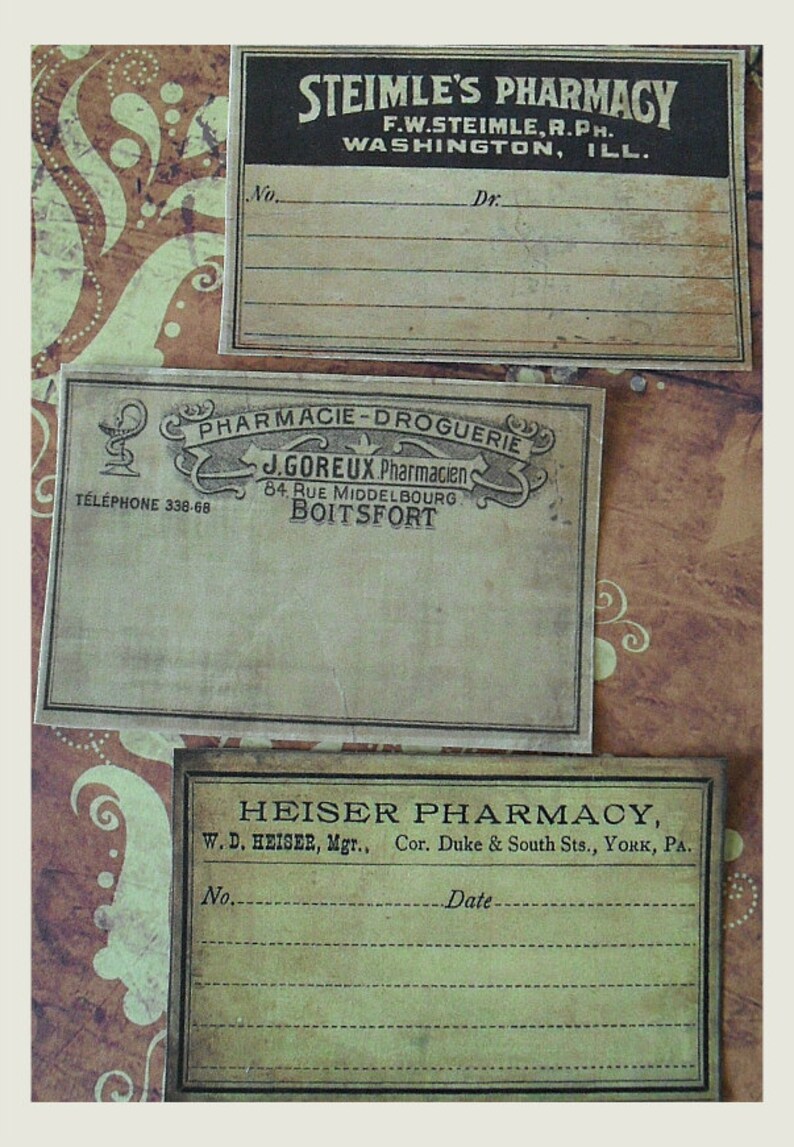 STEIMLE'S PHARMACY
F.W. STEIMLE, R.PH.
WASHINGTON, ILL.
No. Dr.
PHARMACIE-DROGUERIE
J. GOREUX. Pharmacien
84, RUE MIDDELBOURG
TÉLÉPHONE 338-68
BOITSFORT
HEISER PHARMACY,
W. D. HEISER, Mgr., Cor. Duke & South Sts., YORK, PA.
No. Date